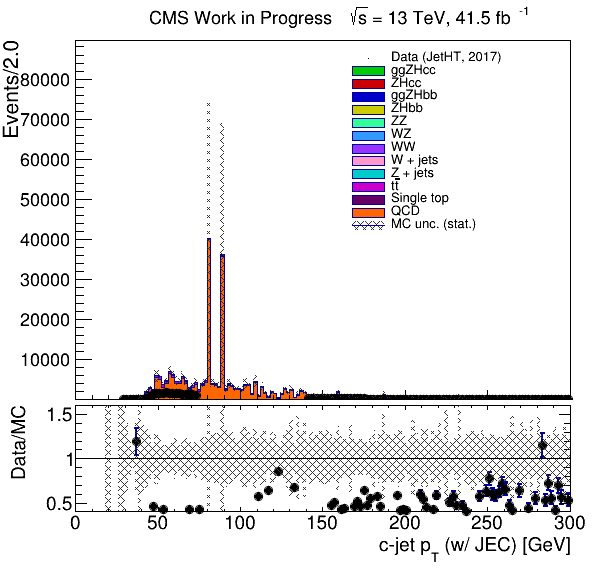 CMS Work in Progress √s = 13 TeV, 41.5 fb⁻¹
Events/2.0
80000
70000
60000
50000
40000
30000
20000
10000
Data (JetHT, 2017)
ggZHcc
ZHcc
ggZHbb
ZHbb
ZZ
WZ
WW
W + jets
Z + jets
tt̅
Single top
QCD
MC unc. (stat.)
Data/MC
1.5
1
0.5
0 50 100 150 200 250 300
c-jet p_T (w/ JEC) [GeV]